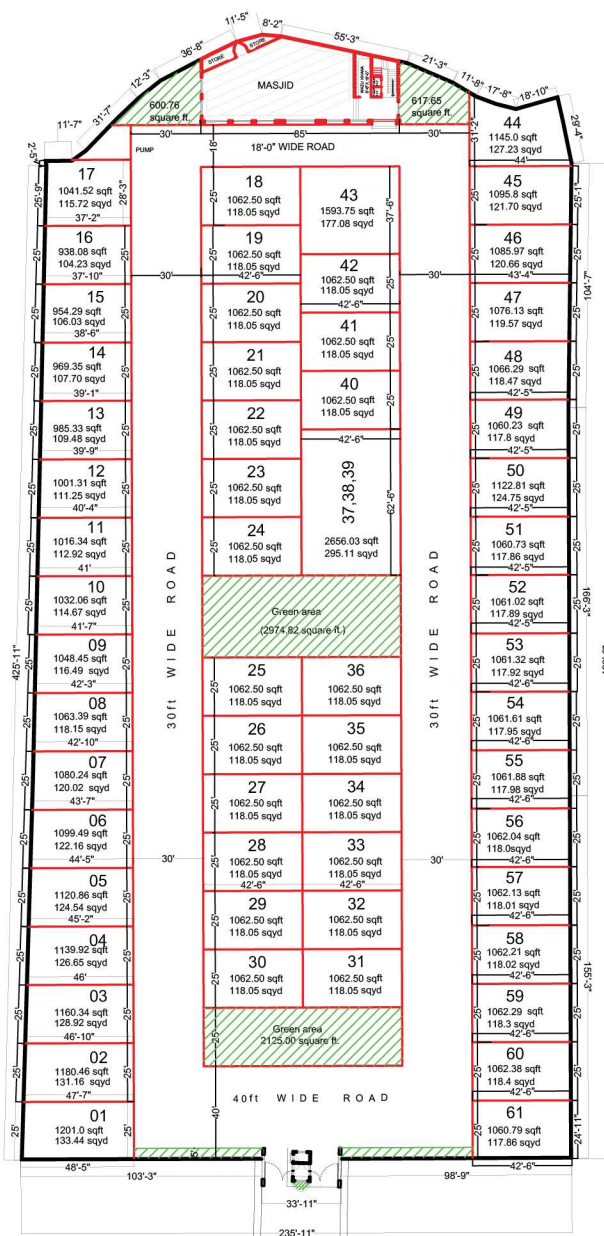 11'-5"
8'-2"
55'-3"
36'-8"
21'-3"
12'-3"
11'-8"
17'-8"
18'-10"
31'-7"
29'-4"
11'-7"
2'-5"
STORE
STORE
MASJID
WAZU KHANA
600.76
square ft.
617.65
square ft.
31'-2"
30'
65'
30'
PUMP
18'
18'-0" WIDE ROAD
44
1145.0 sqft
127.23 sqyd
44'
17
1041.52 sqft
115.72 sqyd
37'-2"
25'-9"
28'-3"
18
1062.50 sqft
118.05 sqyd
43
1593.75 sqft
177.08 sqyd
37'-6"
45
1095.8 sqft
121.70 sqyd
25'-1"
16
938.08 sqft
104.23 sqyd
37'-10"
30'
19
1062.50 sqft
118.05 sqyd
42'-6"
42
1062.50 sqft
118.05 sqyd
42'-6"
30'
46
1085.97 sqft
120.66 sqyd
43'-4"
104'-7"
15
954.29 sqft
106.03 sqyd
38'-6"
20
1062.50 sqft
118.05 sqyd
41
1062.50 sqft
118.05 sqyd
47
1076.13 sqft
119.57 sqyd
14
969.35 sqft
107.70 sqyd
39'-1"
21
1062.50 sqft
118.05 sqyd
40
1062.50 sqft
118.05 sqyd
48
1066.29 sqft
118.47 sqyd
42'-5"
13
985.33 sqft
109.48 sqyd
39'-9"
22
1062.50 sqft
118.05 sqyd
42'-6"
37,38,39
62'-6"
2656.03 sqft
295.11 sqyd
49
1060.23 sqft
117.8 sqyd
42'-5"
12
1001.31 sqft
111.25 sqyd
40'-4"
23
1062.50 sqft
118.05 sqyd
50
1122.81 sqft
124.75 sqyd
42'-5"
11
1016.34 sqft
112.92 sqyd
41'
24
1062.50 sqft
118.05 sqyd
51
1060.73 sqft
117.86 sqyd
42'-5"
10
1032.06 sqft
114.67 sqyd
41'-7"
30ft WIDE ROAD
Green area
(2974.82 square ft.)
30ft WIDE ROAD
52
1061.02 sqft
117.89 sqyd
42'-5"
166'-3"
09
1048.45 sqft
116.49 sqyd
42'-3"
425'-11"
25
1062.50 sqft
118.05 sqyd
36
1062.50 sqft
118.05 sqyd
53
1061.32 sqft
117.92 sqyd
42'-6"
08
1063.39 sqft
118.15 sqyd
42'-10"
26
1062.50 sqft
118.05 sqyd
35
1062.50 sqft
118.05 sqyd
54
1061.61 sqft
117.95 sqyd
42'-6"
07
1080.24 sqft
120.02 sqyd
43'-7"
27
1062.50 sqft
118.05 sqyd
34
1062.50 sqft
118.05 sqyd
55
1061.88 sqft
117.98 sqyd
42'-6"
06
1099.49 sqft
122.16 sqyd
44'-5"
30'
28
1062.50 sqft
118.05 sqyd
42'-6"
33
1062.50 sqft
118.05 sqyd
42'-6"
30'
56
1062.04 sqft
118.0sqyd
42'-6"
05
1120.86 sqft
124.54 sqyd
45'-2"
29
1062.50 sqft
118.05 sqyd
32
1062.50 sqft
118.05 sqyd
57
1062.13 sqft
118.01 sqyd
42'-6"
04
1139.92 sqft
126.65 sqyd
46'
30
1062.50 sqft
118.05 sqyd
31
1062.50 sqft
118.05 sqyd
58
1062.21 sqft
118.02 sqyd
42'-6"
155'-3"
03
1160.34 sqft
128.92 sqyd
46'-10"
25'
Green area
2125.00 square ft.
59
1062.29 sqft
118.3 sqyd
42'-6"
02
1180.46 sqft
131.16 sqyd
47'-7"
40'
40ft WIDE ROAD
60
1062.38 sqft
118.4 sqyd
42'-6"
01
1201.0 sqft
133.44 sqyd
25'
25'
5'
61
1060.79 sqft
117.86 sqyd
24'-11"
48'-5"
103'-3"
98'-9"
42'-6"
33'-11"
235'-11"